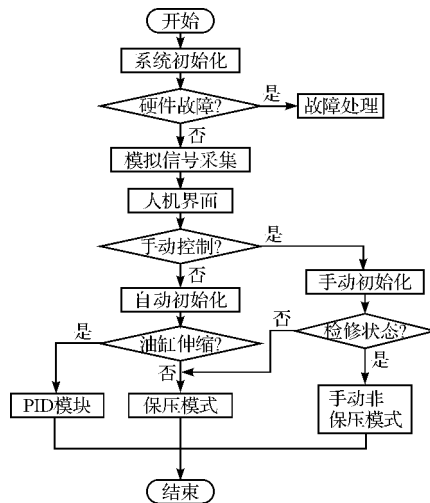 开始
系统初始化
硬件故障?
是
故障处理
否
模拟信号采集
人机界面
手动控制?
是
否
手动初始化
自动初始化
否
检修状态?
是
油缸伸缩?
否
是
PID模块
保压模式
手动非
保压模式
结束